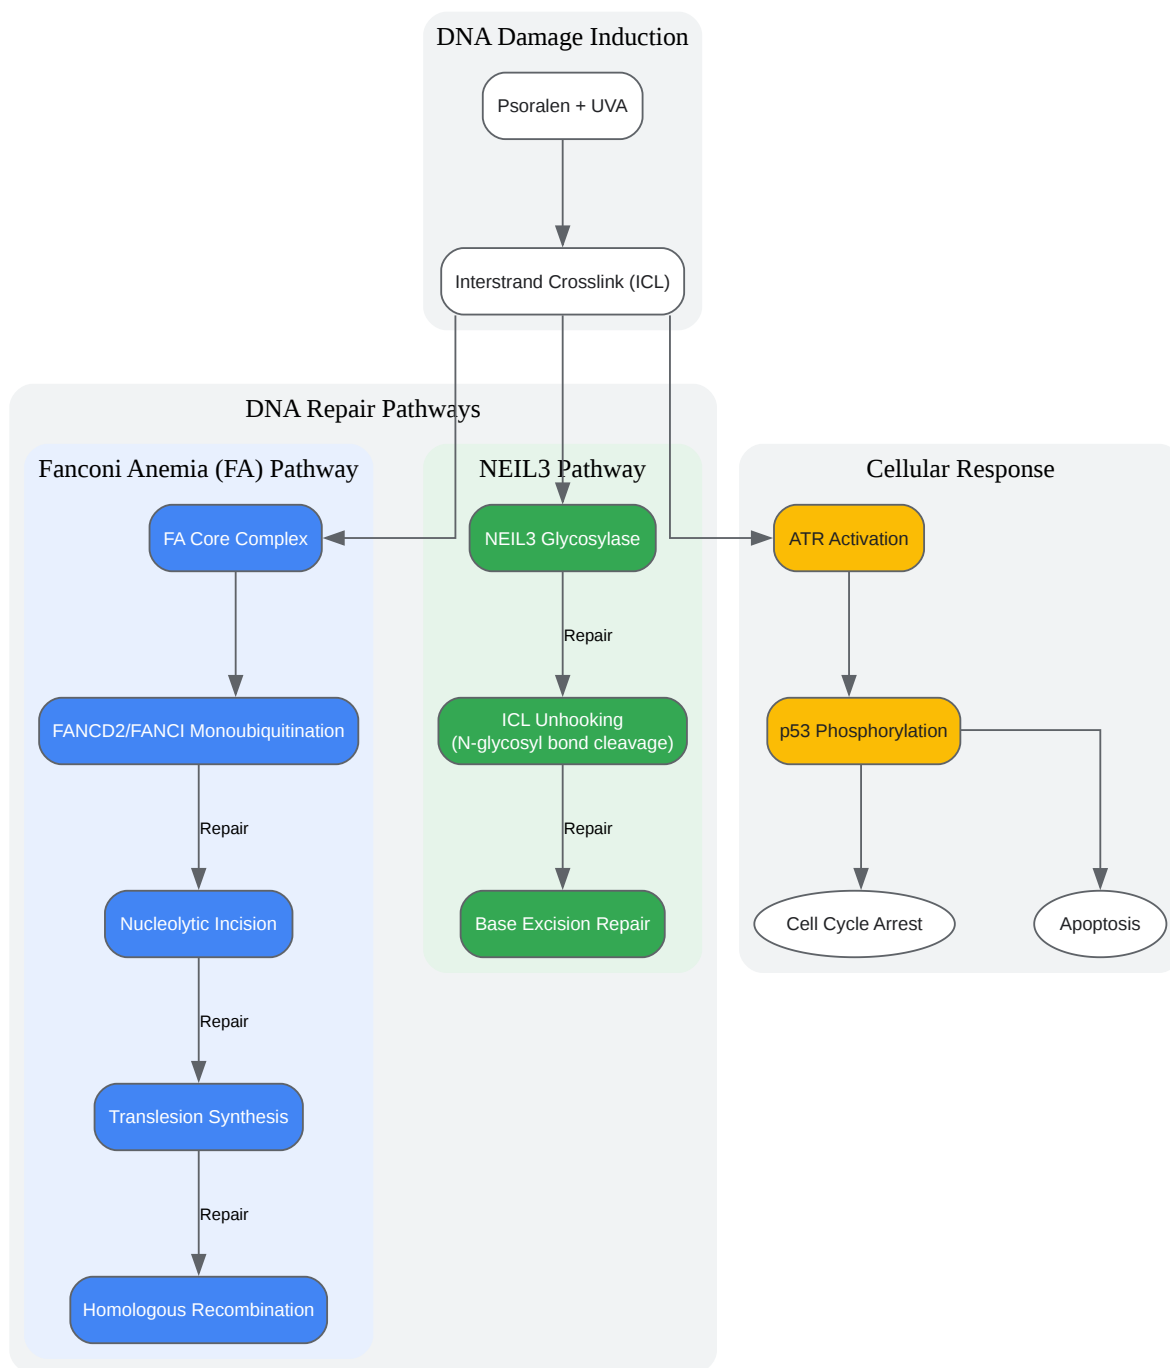 DNA Damage Induction
Psoralen + UVA
Interstrand Crosslink (ICL)
DNA Repair Pathways
Fanconi Anemia (FA) Pathway
FA Core Complex
FANCD2/FANCI Monoubiquitination
Repair
Nucleolytic Incision
Repair
Translesion Synthesis
Repair
Homologous Recombination
NEIL3 Pathway
NEIL3 Glycosylase
Repair
ICL Unhooking
(N-glycosyl bond cleavage)
Repair
Base Excision Repair
Cellular Response
ATR Activation
p53 Phosphorylation
Cell Cycle Arrest
Apoptosis